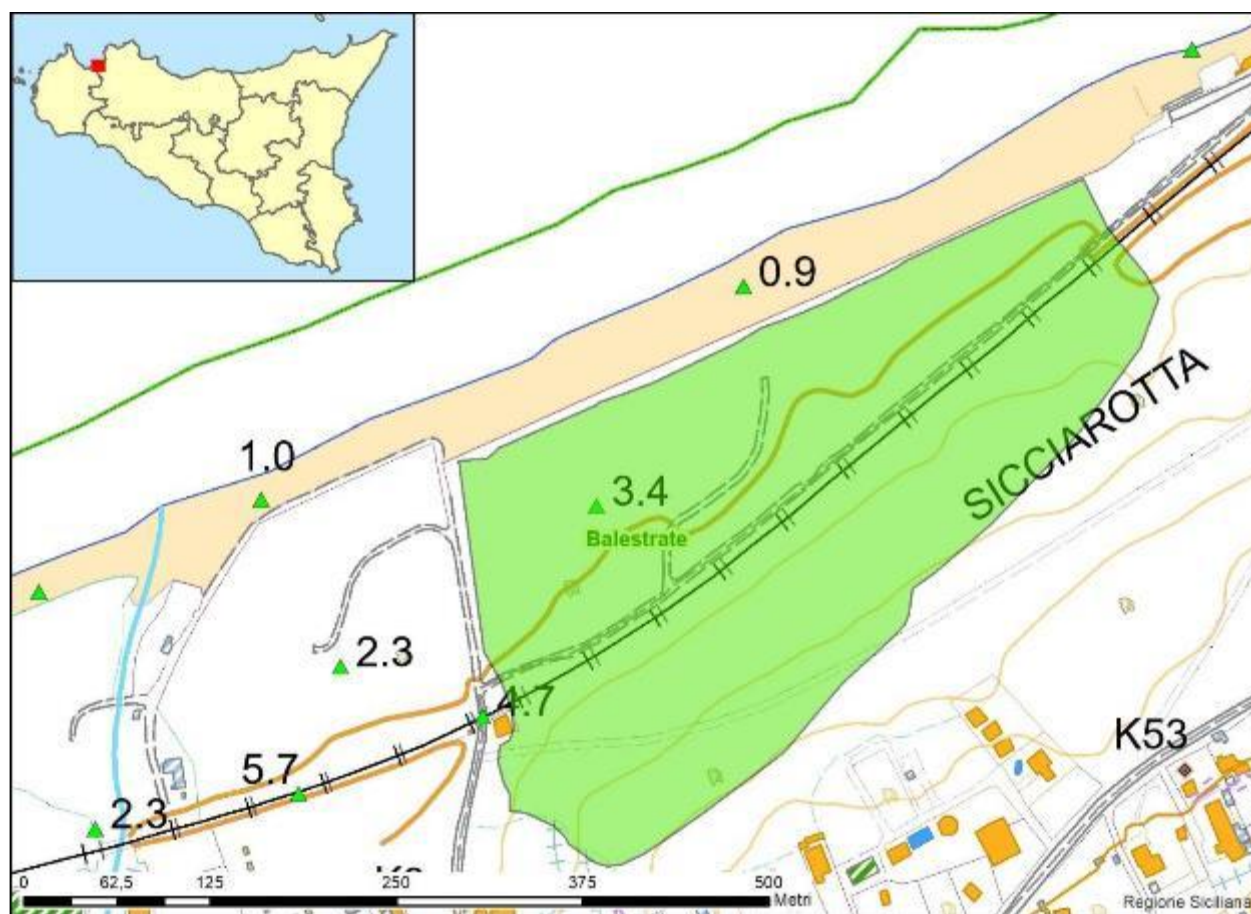 0.9
1.0
SICCIAROTTA
3.4
Balestrate
2.3
4.7
K53
5.7
2.3
0 62,5 125 250 375 500
Metri
Regione Siciliana